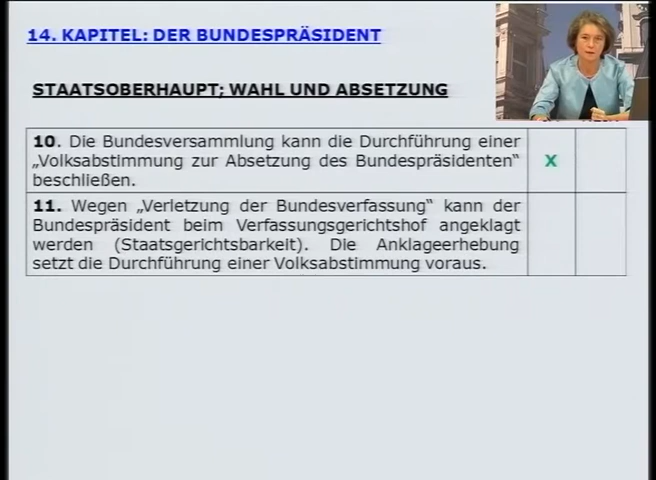 14. KAPITEL: DER BUNDESPRÄSIDENT
STAATSOBERHAUPT; WAHL UND ABSETZUNG
10. Die Bundesversammlung kann die Durchführung einer
„Volksabstimmung zur Absetzung des Bundespräsidenten“
beschließen.
X
11. Wegen „Verletzung der Bundesverfassung“ kann der
Bundespräsident beim Verfassungsgerichtshof angeklagt
werden (Staatsgerichtsbarkeit). Die Anklageerhebung
setzt die Durchführung einer Volksabstimmung voraus.